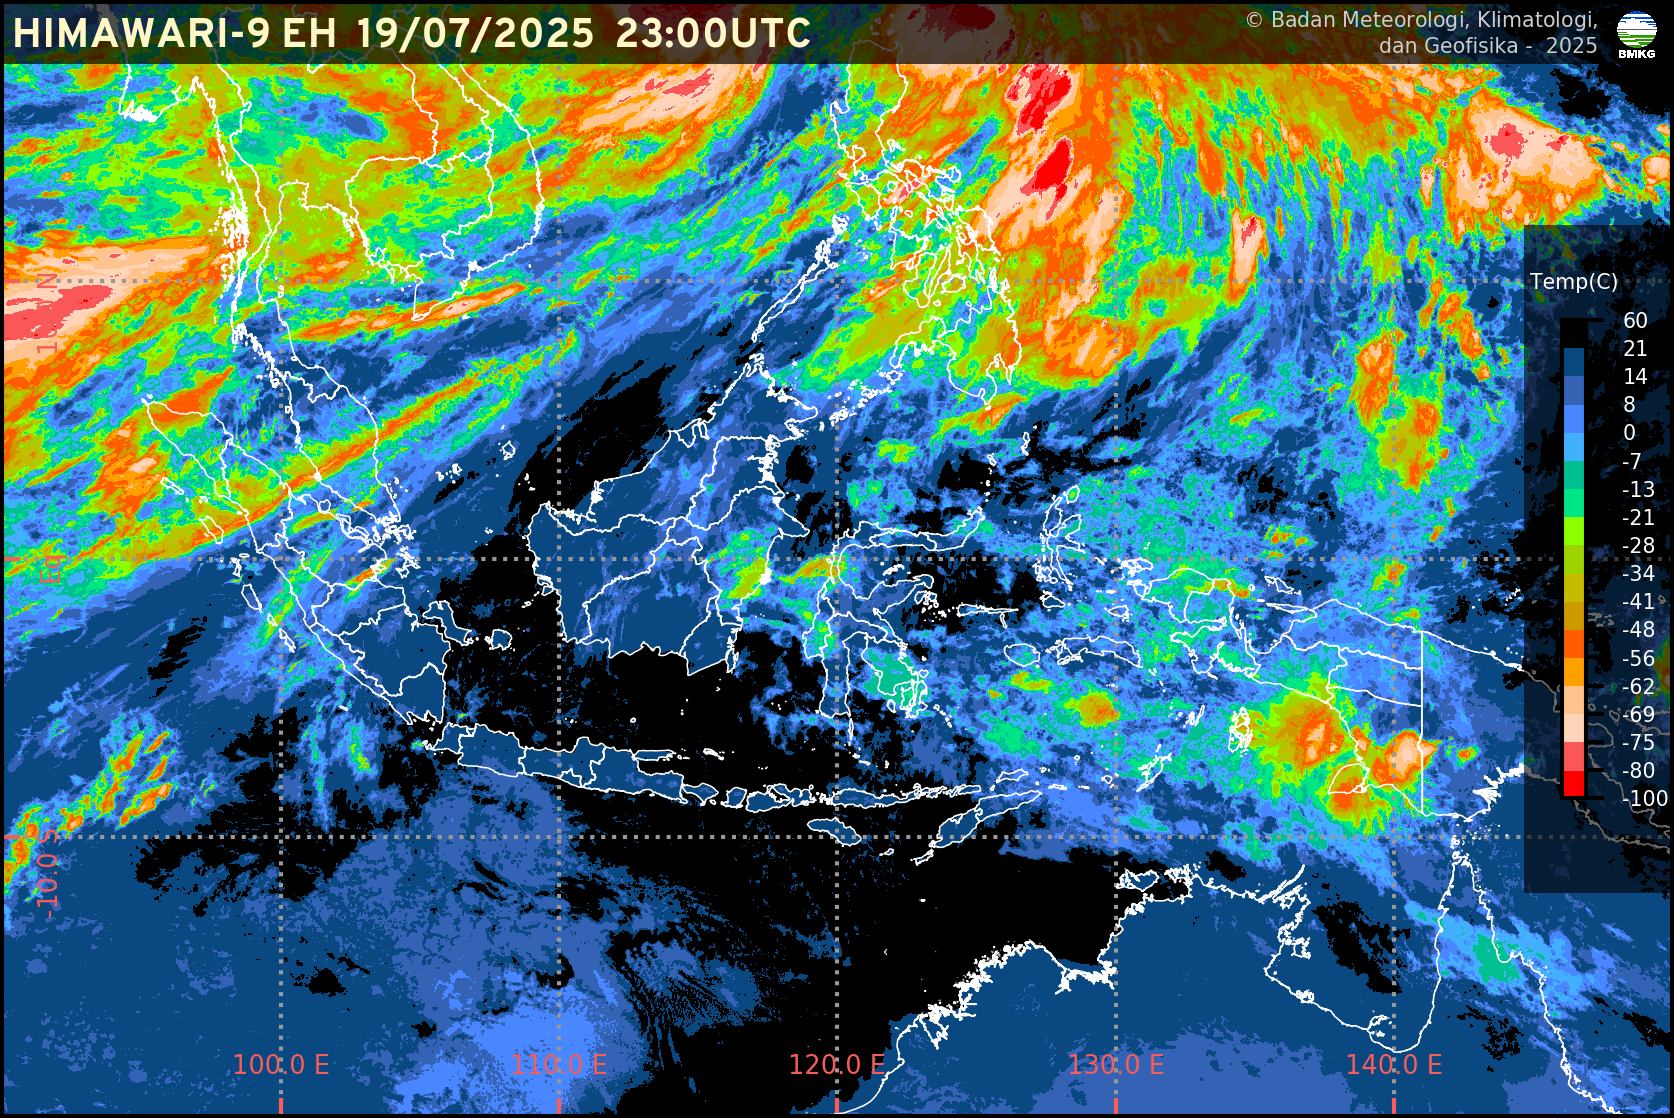 HIMAWARI-9 EH 19/07/2025 23:00UTC
© Badan Meteorologi, Klimatologi,
dan Geofisika - 2025
BMKG
Temp(C)
60
21
14
8
0
-7
-13
-21
-28
-34
-41
-48
-56
-62
-69
-75
-80
-100
Eq
-10.0 S
100.0 E
110.0 E
120.0 E
130.0 E
140.0 E